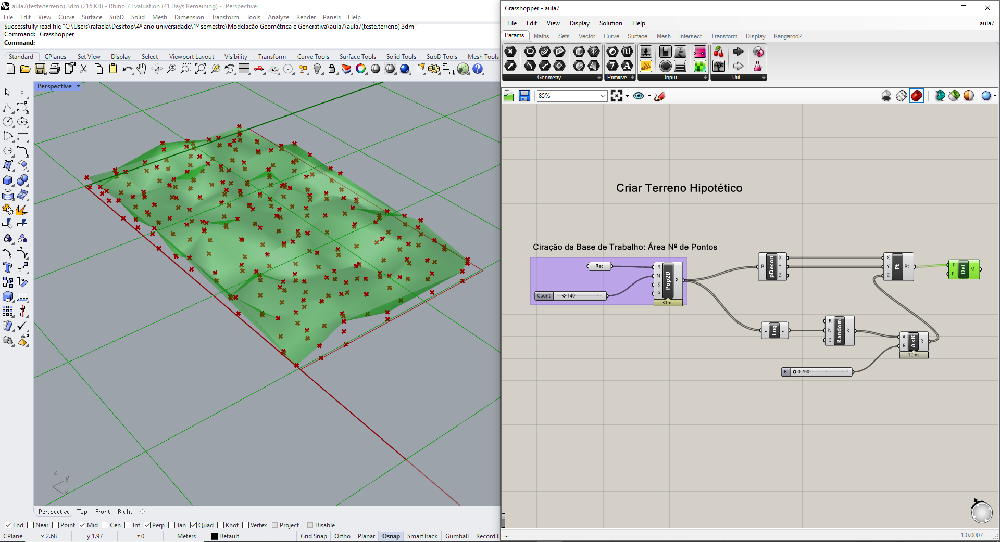 aula7(teste.terreno).3dm (216 KB) - Rhino 7 Evaluation (41 Days Remaining) - [Perspective]
File Edit View Curve Surface SubD Solid Mesh Dimension Transform Tools Analyze Render Panels Help
Successfully read file "C:\Users\rafaela\Desktop\4º ano universidade\1º semestre\Modelação Geométrica e Generativa\aula7\aula7(teste.terreno).3dm"
Command: _Grasshopper
Command:
Standard CPlanes Set View Display Select Viewport Layout Visibility Transform Curve Tools Surface Tools Solid Tools SubD Tools Mesh Tools
Perspective
z
y
x
Perspective Top Front Right
End Near Point Mid Cen Int Perp Tan Quad Knot Vertex Project Disable
CPlane x 2.68 y 1.97 z 0 Meters Default Grid Snap Ortho Planar Osnap SmartTrack Gumball Record H
Grasshopper - aula7
File Edit View Display Solution Help aula7
Params Maths Sets Vector Curve Surface Mesh Intersect Transform Display Kangaroo2
Geometry Primitive Input Util
85%
Criar Terreno Hipotético
Ciração da Base de Trabalho: Área Nº de Pontos
Rec
Count 140
R N S P Pop2D P
31ms
P pDecon X Y Z
X Y Z Pt Pt
P Pl Del M
L Lng L
R N S Random R
A B A×B R
12ms
B 0.200
... 1.0.0007